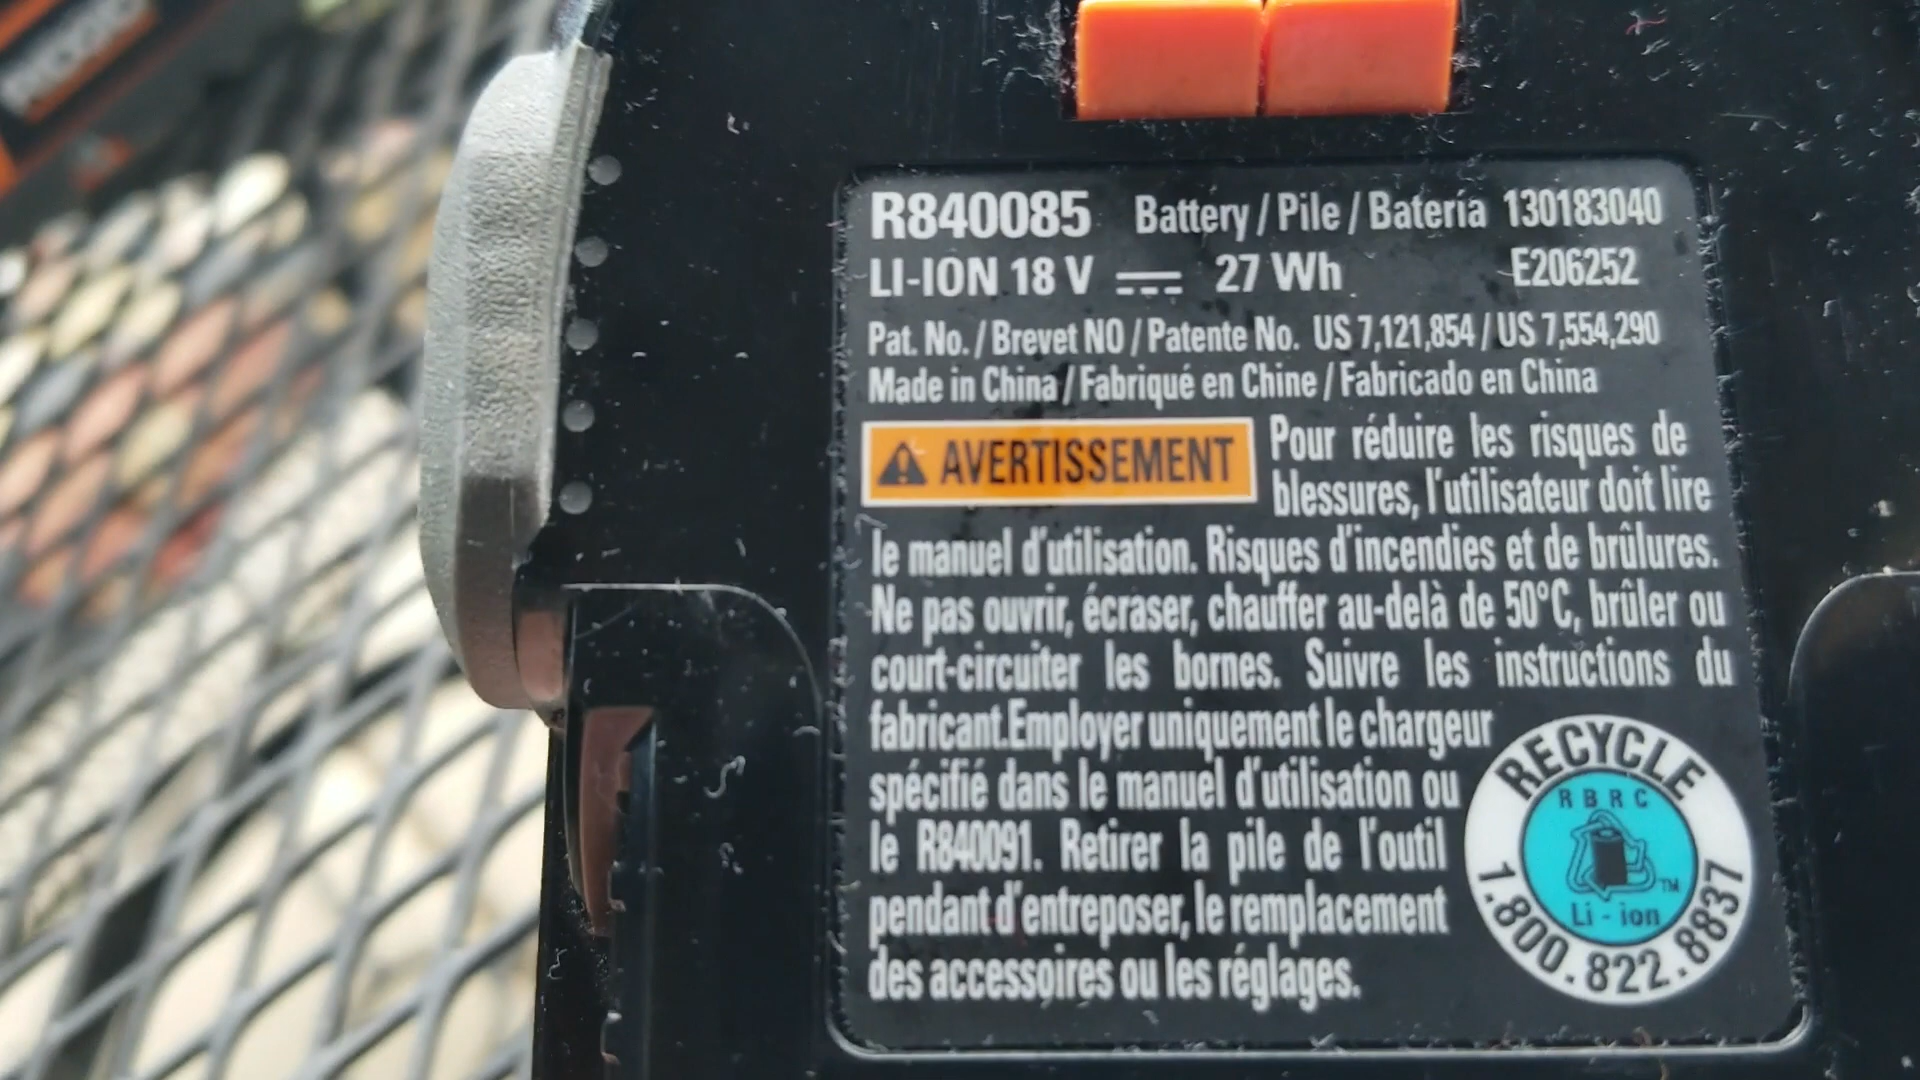 RIDGID
R840085 Battery / Pile / Batería 130183040
LI-ION 18 V ⎓ 27 Wh E206252
Pat. No. / Brevet NO / Patente No. US 7,121,854 / US 7,554,290
Made in China / Fabriqué en Chine / Fabricado en China
AVERTISSEMENT Pour réduire les risques de
blessures, l'utilisateur doit lire
le manuel d'utilisation. Risques d'incendies et de brûlures.
Ne pas ouvrir, écraser, chauffer au-delà de 50°C, brûler ou
court-circuiter les bornes. Suivre les instructions du
fabricant.Employer uniquement le chargeur
spécifié dans le manuel d'utilisation ou
le R840091. Retirer la pile de l'outil
pendant d'entreposer, le remplacement
des accessoires ou les réglages.
RECYCLE
RBRC
TM
Li - ion
1.800.822.8837